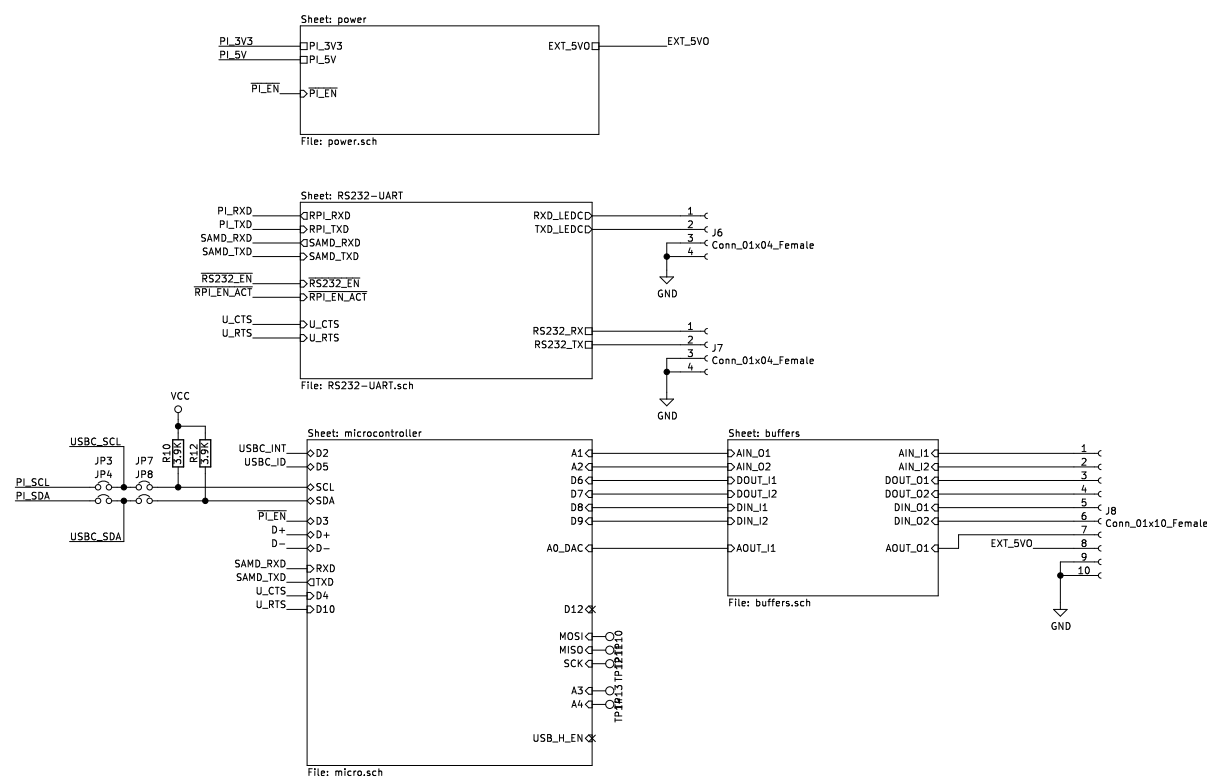 Sheet: power
PI_3V3 PI_3V3 EXT_5VO EXT_5VO
PI_5V PI_5V
PI_EN PI_EN
File: power.sch
Sheet: RS232-UART
PI_RXD RPI_RXD RXD_LEDC 1
PI_TXD RPI_TXD TXD_LEDC 2
J6
SAMD_RXD SAMD_RXD 3
Conn_01x04_Female
SAMD_TXD SAMD_TXD 4
RS232_EN RS232_EN
RPI_EN_ACT RPI_EN_ACT
GND
U_CTS U_CTS
RS232_RX 1
U_RTS U_RTS
RS232_TX 2
J7
3
Conn_01x04_Female
4
File: RS232-UART.sch
GND
VCC
Sheet: microcontroller
Sheet: buffers
USBC_SCL
R10 3.9K
R12 3.9K
USBC_INT D2 A1 AIN_O1 AIN_I1 1
JP3 JP7
USBC_ID D5 A2 AIN_O2 AIN_I2 2
JP4 JP8
D6 DOUT_I1 DOUT_O1 3
PI_SCL SCL
D7 DOUT_I2 DOUT_O2 4
PI_SDA SDA
D8 DIN_I1 DIN_O1 5
J8
PI_EN D3 D9 DIN_I2 DIN_O2 6
Conn_01x10_Female
D+ D+ 7
USBC_SDA
D- D- A0_DAC AOUT_I1 AOUT_O1 EXT_5VO 8
9
SAMD_RXD RXD 10
SAMD_TXD TXD
U_CTS D4
File: buffers.sch
U_RTS D10 D12
GND
MOSI
MISO
SCK
A3
A4
USB_H_EN
File: micro.sch